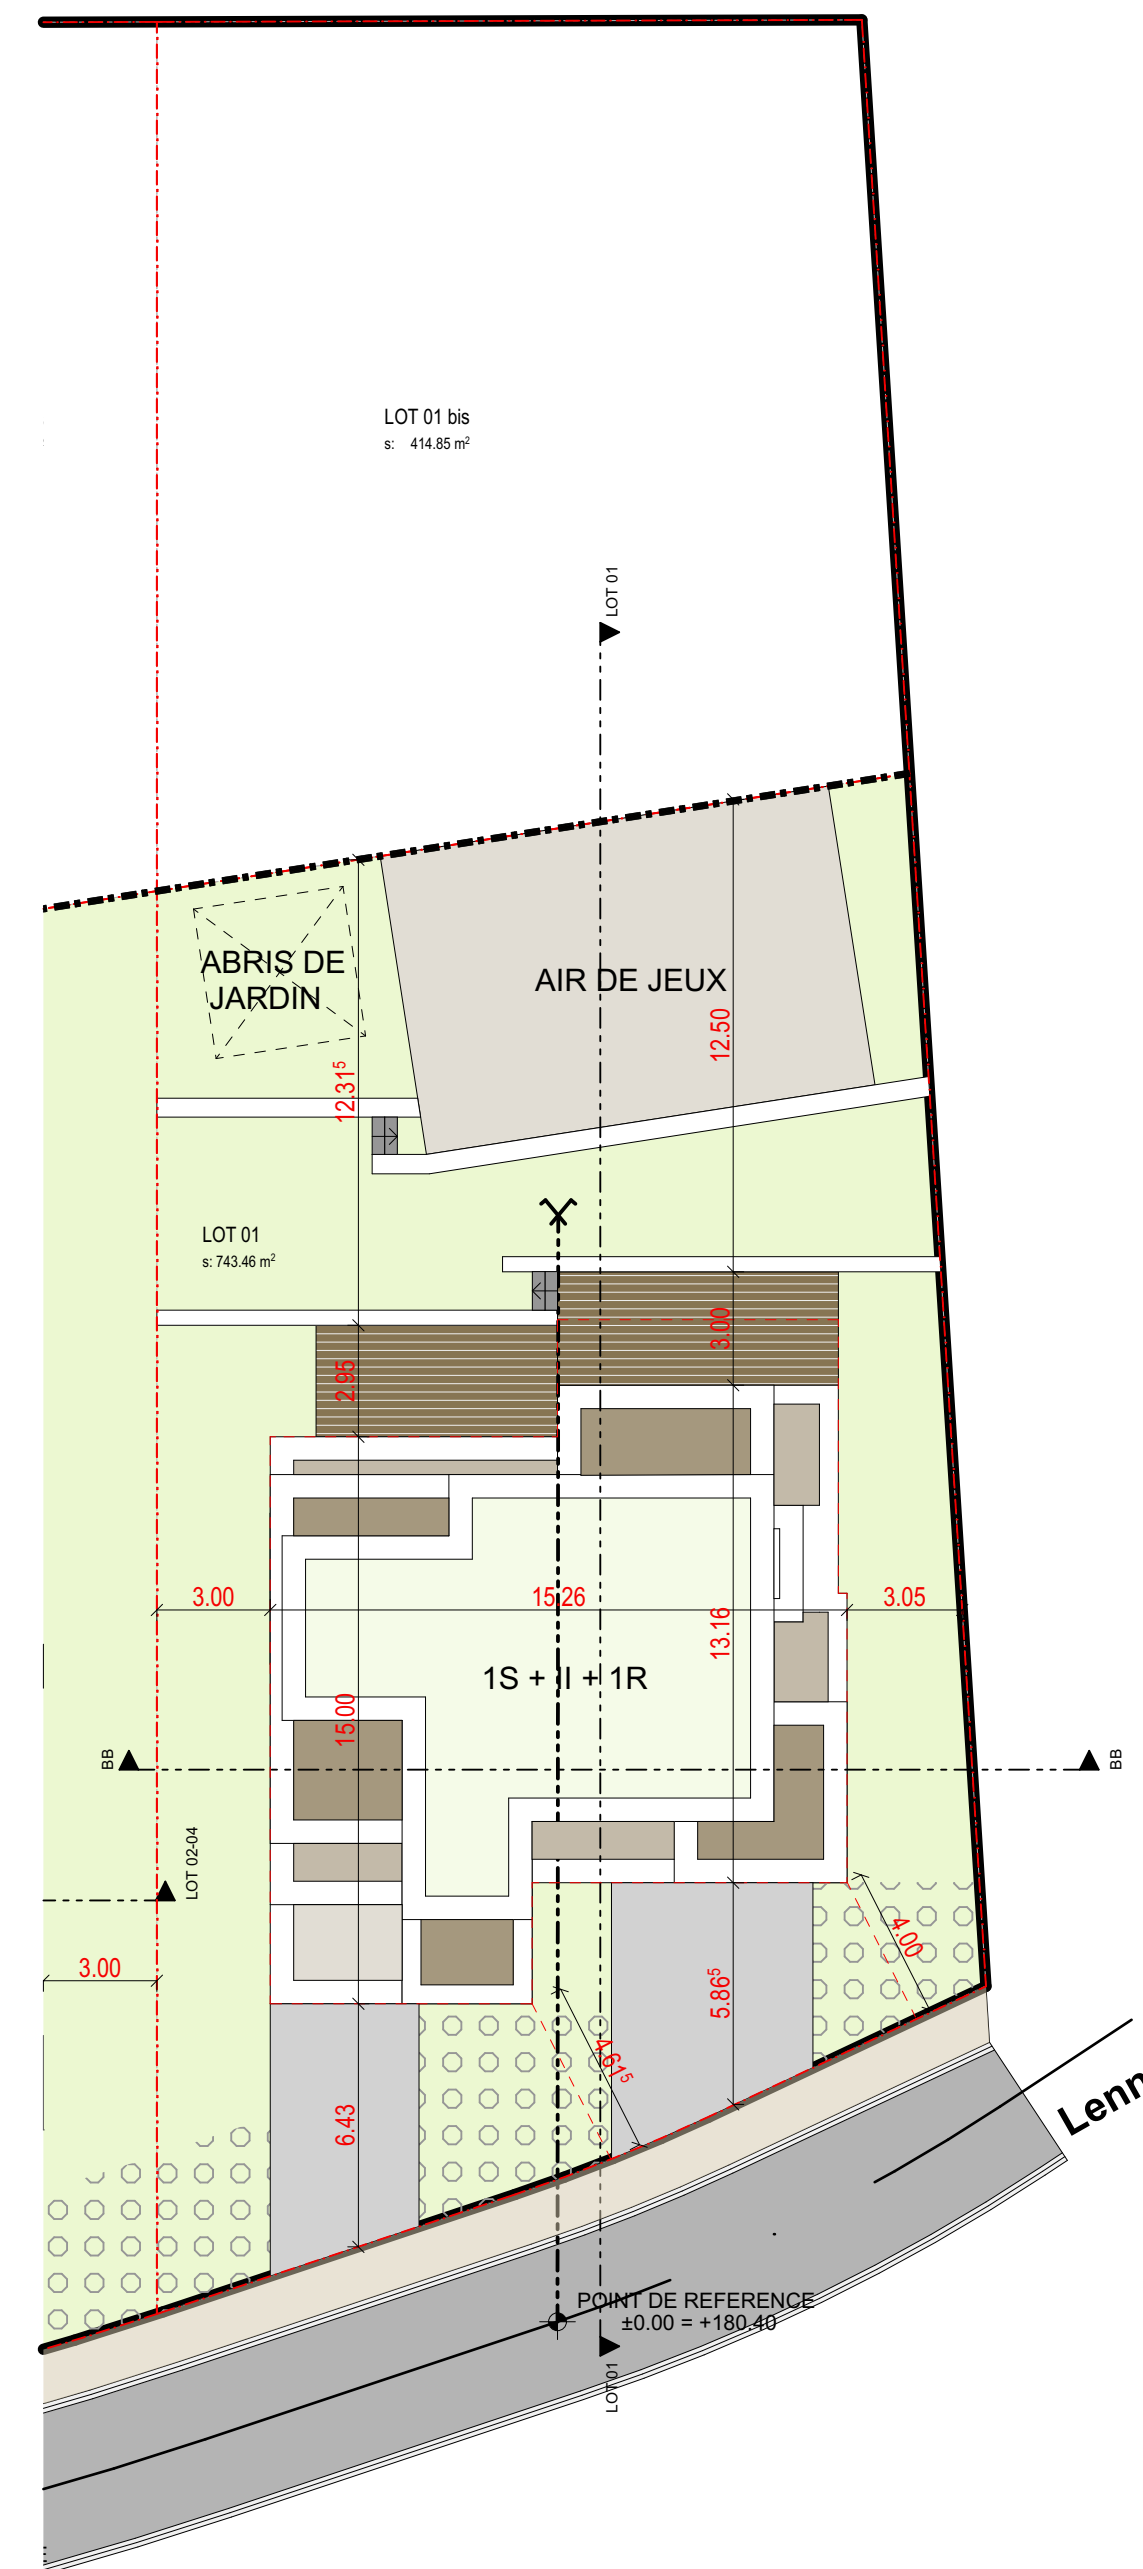 LOT 01 bis
s: 414.85 m²
LOT 01
ABRIS DE
JARDIN
AIR DE JEUX
12.50
12.31⁵
LOT 01
s: 743.46 m²
3.00
2.95
3.00
15.26
3.05
13.16
1S + II + 1R
15.00
BB
BB
LOT 02-04
4.00
3.00
5.86⁵
4.61⁵
6.43
Lenn
POINT DE REFERENCE
±0.00 = +180.40
LOT 01
E